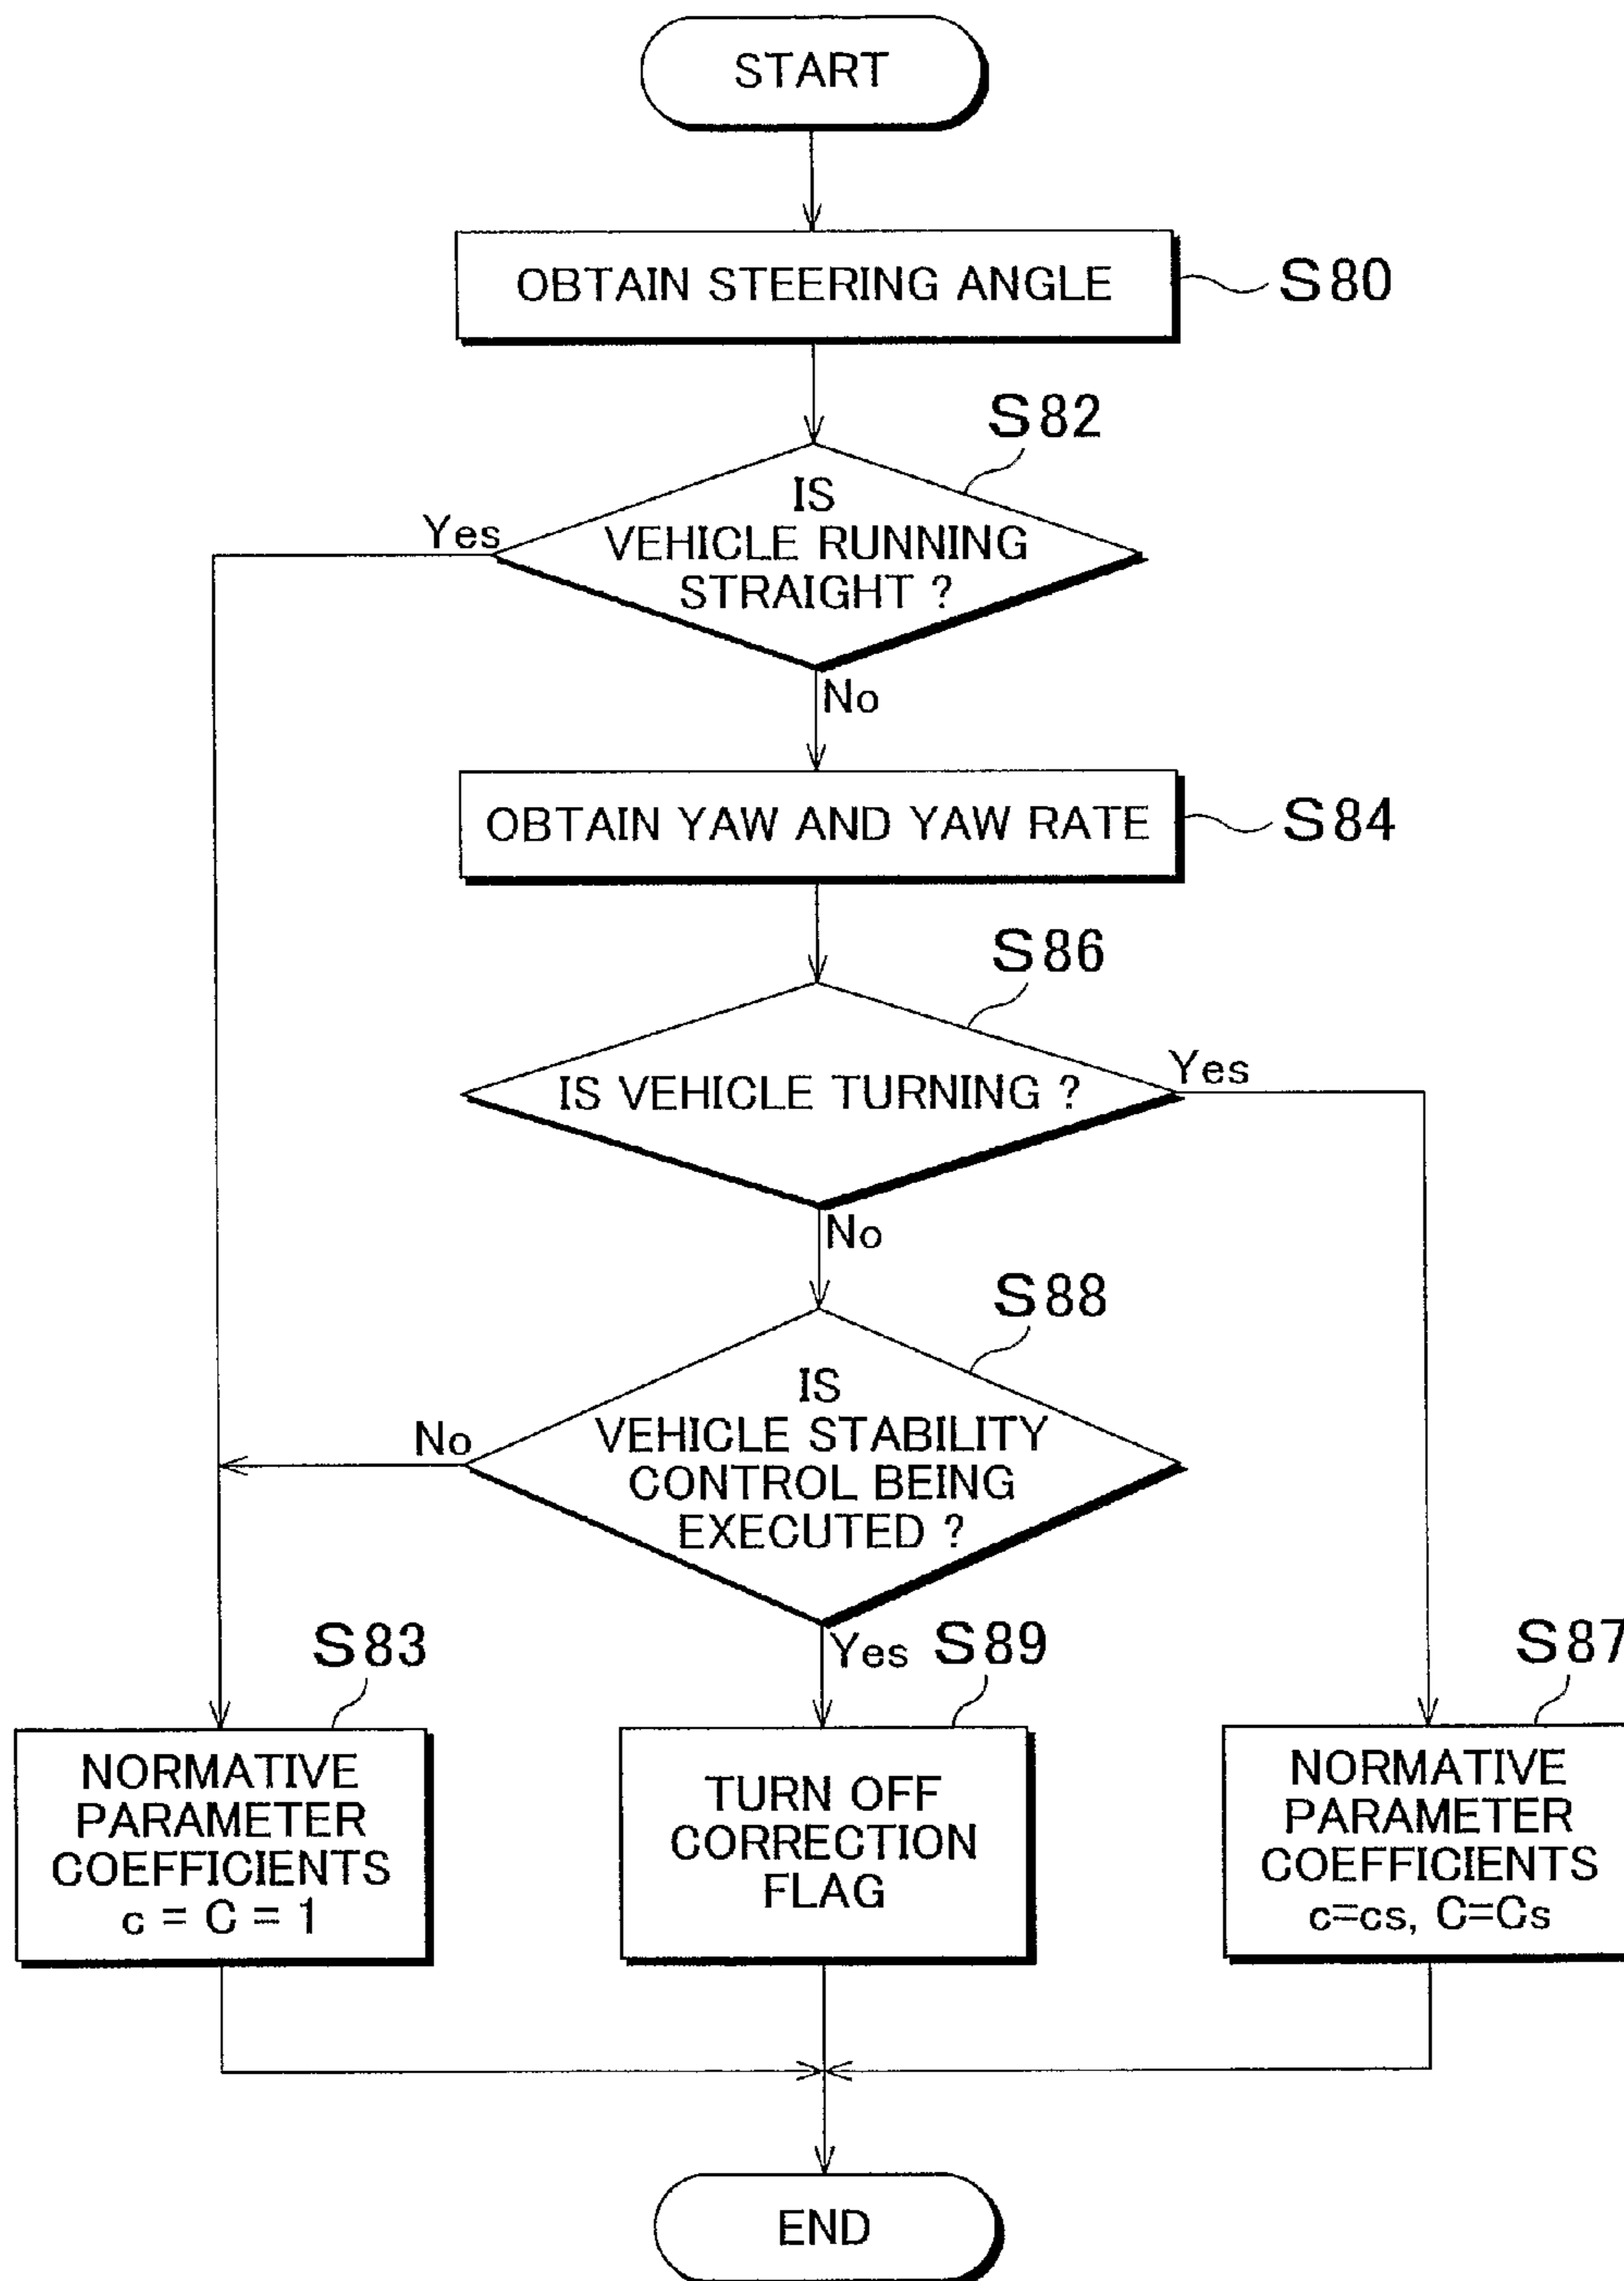 START
OBTAIN STEERING ANGLE
S80
S82
IS
VEHICLE RUNNING
STRAIGHT ?
Yes
No
OBTAIN YAW AND YAW RATE
S84
S86
IS VEHICLE TURNING ?
Yes
No
S88
IS
VEHICLE STABILITY
CONTROL BEING
EXECUTED ?
No
Yes
S83
NORMATIVE
PARAMETER
COEFFICIENTS
c = C = 1
S89
TURN OFF
CORRECTION
FLAG
S87
NORMATIVE
PARAMETER
COEFFICIENTS
c=cs, C=Cs
END